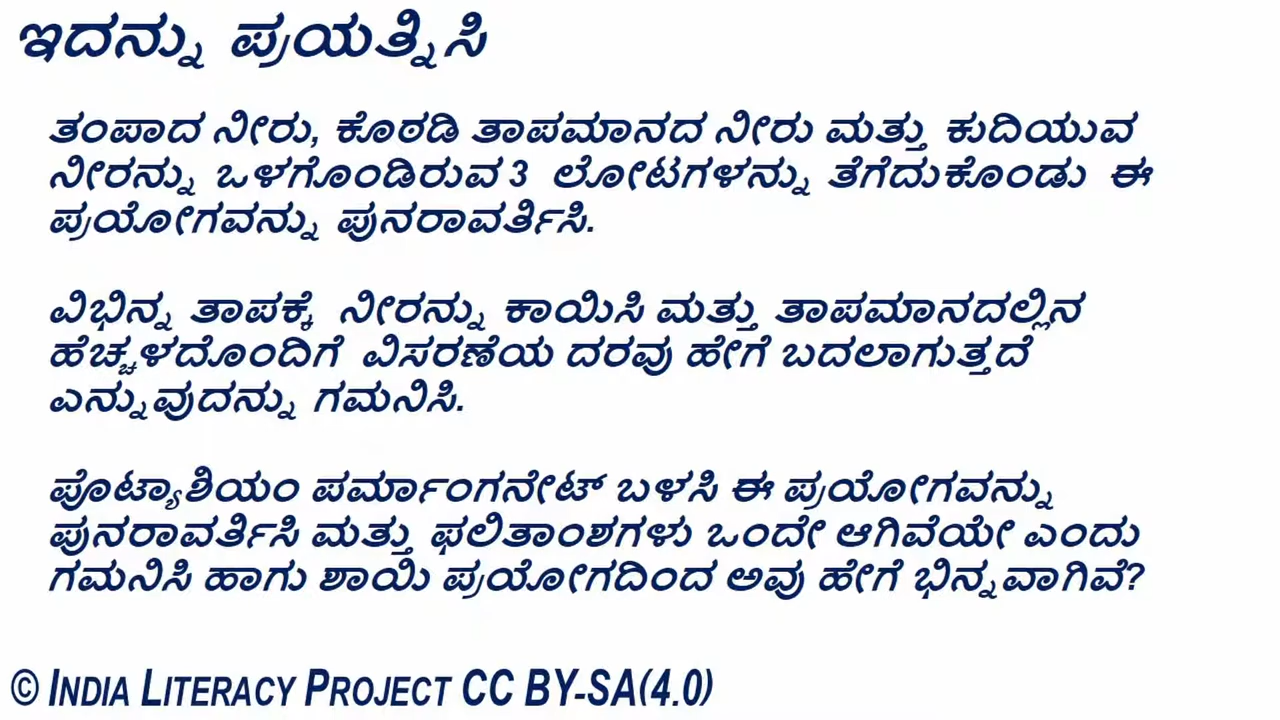 ಇದನ್ನು ಪ್ರಯತ್ನಿಸಿ
ತಂಪಾದ ನೀರು, ಕೊಠಡಿ ತಾಪಮಾನದ ನೀರು ಮತ್ತು ಕುದಿಯುವ
ನೀರನ್ನು ಒಳಗೊಂಡಿರುವ 3 ಲೋಟಗಳನ್ನು ತೆಗೆದುಕೊಂಡು ಈ
ಪ್ರಯೋಗವನ್ನು ಪುನರಾವರ್ತಿಸಿ.
ವಿಭಿನ್ನ ತಾಪಕ್ಕೆ ನೀರನ್ನು ಕಾಯಿಸಿ ಮತ್ತು ತಾಪಮಾನದಲ್ಲಿನ
ಹೆಚ್ಚಳದೊಂದಿಗೆ ವಿಸರಣೆಯ ದರವು ಹೇಗೆ ಬದಲಾಗುತ್ತದೆ
ಎನ್ನುವುದನ್ನು ಗಮನಿಸಿ.
ಪೊಟ್ಯಾಶಿಯಂ ಪರ್ಮಾಂಗನೇಟ್ ಬಳಸಿ ಈ ಪ್ರಯೋಗವನ್ನು
ಪುನರಾವರ್ತಿಸಿ ಮತ್ತು ಫಲಿತಾಂಶಗಳು ಒಂದೇ ಆಗಿವೆಯೇ ಎಂದು
ಗಮನಿಸಿ ಹಾಗು ಶಾಯಿ ಪ್ರಯೋಗದಿಂದ ಅವು ಹೇಗೆ ಭಿನ್ನವಾಗಿವೆ?
© INDIA LITERACY PROJECT CC BY-SA(4.0)